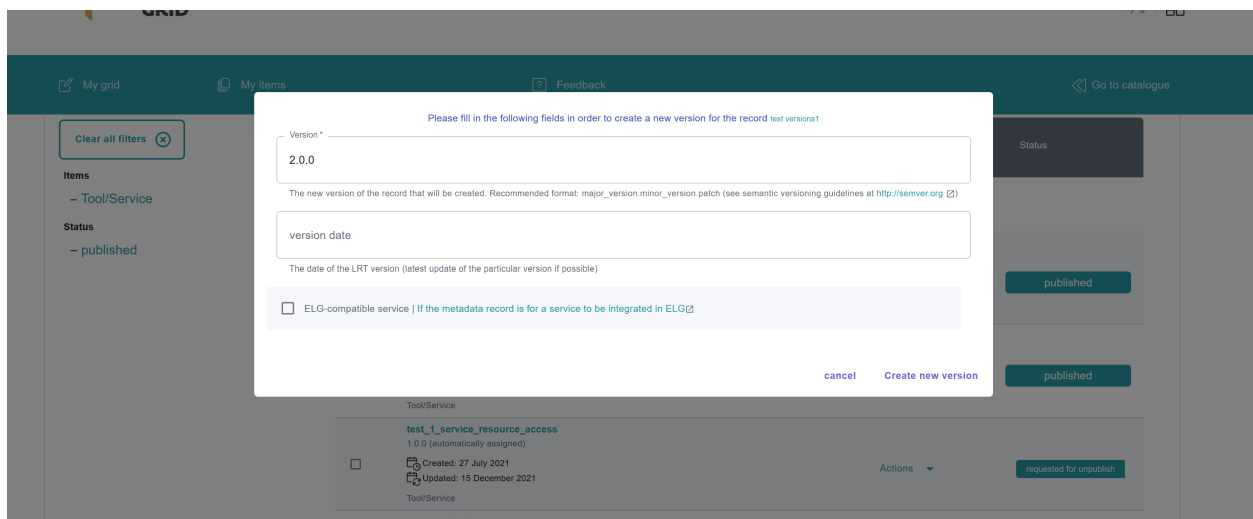 GRID
My grid
My items
Feedback
Go to catalogue
Clear all filters
Items
– Tool/Service
Status
– published
Status
Please fill in the following fields in order to create a new version for the record test versions1
Version *
2.0.0
The new version of the record that will be created. Recommended format: major_version.minor_version.patch (see semantic versioning guidelines at http://semver.org)
version date
The date of the LRT version (latest update of the particular version if possible)
ELG-compatible service | If the metadata record is for a service to be integrated in ELG
cancel
Create new version
published
published
Tool/Service
test_1_service_resource_access
1.0.0 (automatically assigned)
Created: 27 July 2021
Updated: 15 December 2021
Tool/Service
Actions
requested for unpublish